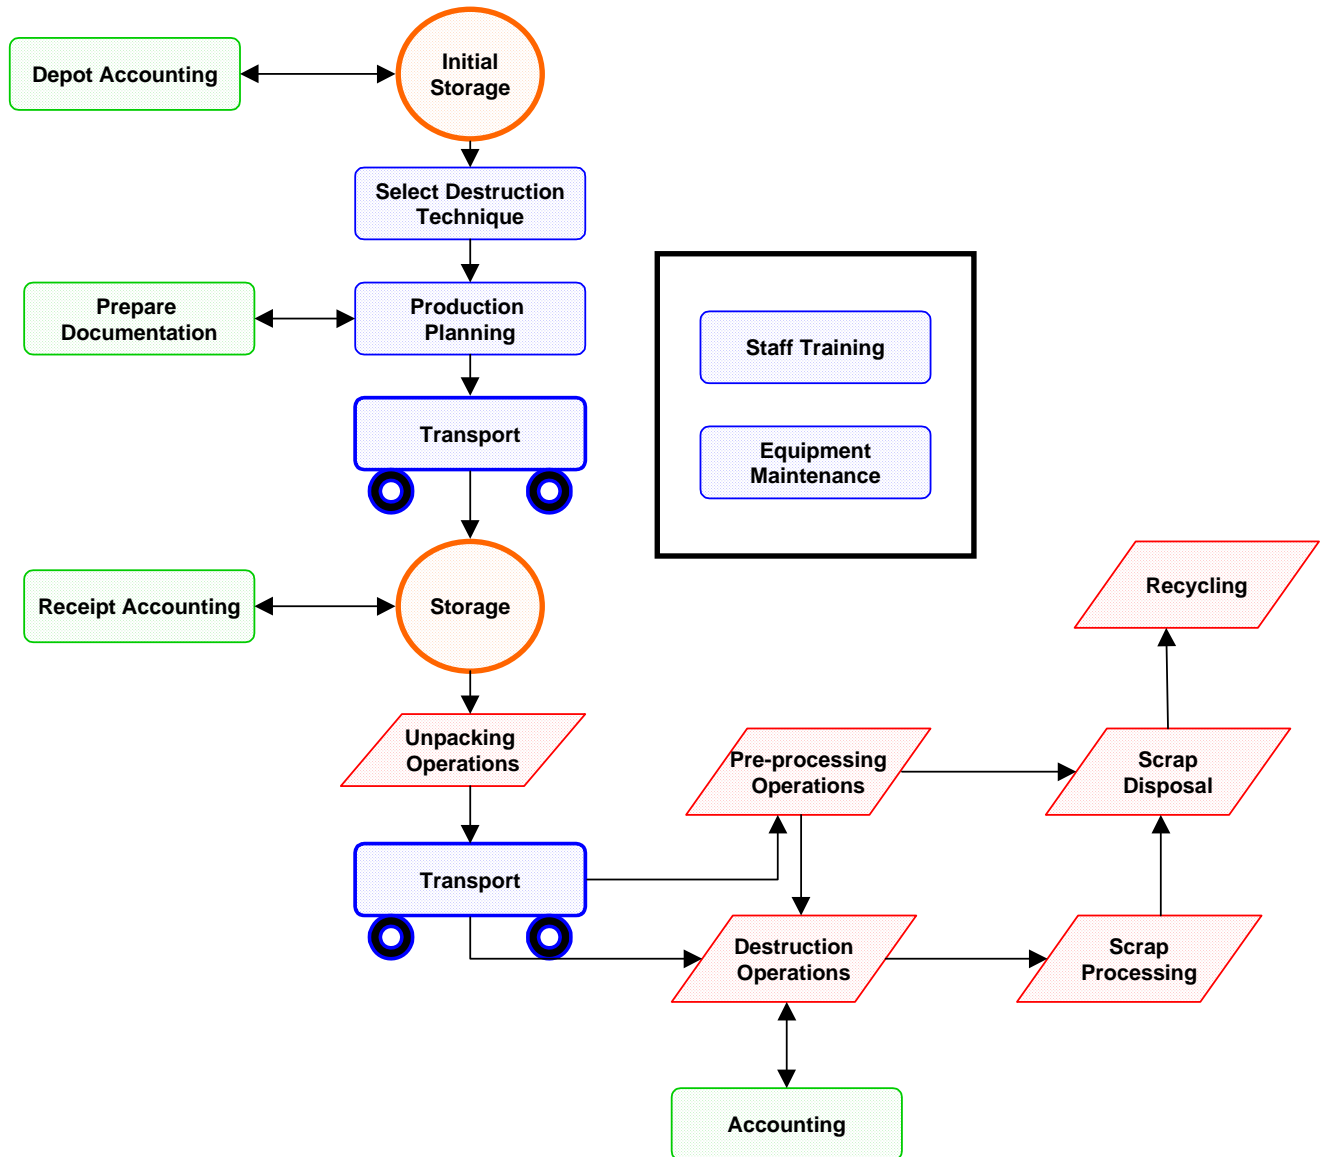 Depot Accounting
Initial
Storage
Select Destruction
Technique
Prepare
Documentation
Production
Planning
Staff Training
Transport
Equipment
Maintenance
Receipt Accounting
Storage
Recycling
Unpacking
Operations
Pre-processing
Operations
Scrap
Disposal
Transport
Destruction
Operations
Scrap
Processing
Accounting